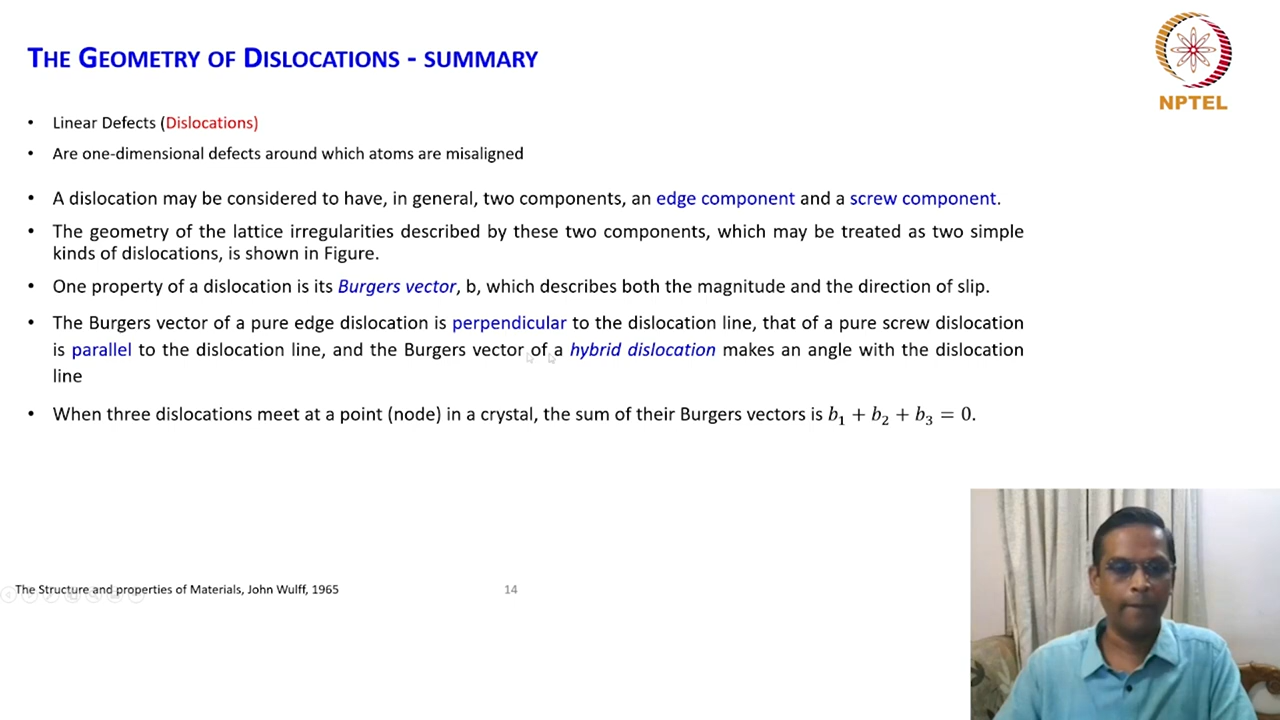 THE GEOMETRY OF DISLOCATIONS - SUMMARY
NPTEL
• Linear Defects (Dislocations)
• Are one-dimensional defects around which atoms are misaligned
• A dislocation may be considered to have, in general, two components, an edge component and a screw component.
• The geometry of the lattice irregularities described by these two components, which may be treated as two simple
kinds of dislocations, is shown in Figure.
• One property of a dislocation is its Burgers vector, b, which describes both the magnitude and the direction of slip.
• The Burgers vector of a pure edge dislocation is perpendicular to the dislocation line, that of a pure screw dislocation
is parallel to the dislocation line, and the Burgers vector of a hybrid dislocation makes an angle with the dislocation
line
• When three dislocations meet at a point (node) in a crystal, the sum of their Burgers vectors is b₁ + b₂ + b₃ = 0.
The Structure and properties of Materials, John Wulff, 1965
14